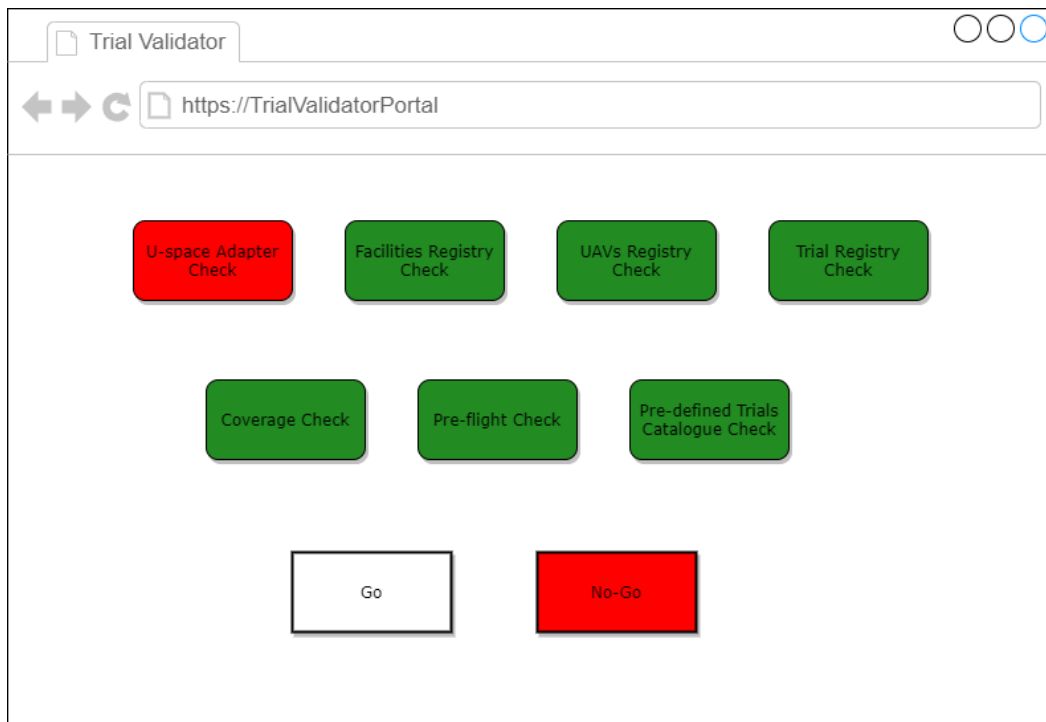 Trial Validator
https://TrialValidatorPortal
U-space Adapter
Check
Facilities Registry
Check
UAVs Registry
Check
Trial Registry
Check
Coverage Check
Pre-flight Check
Pre-defined Trials
Catalogue Check
Go
No-Go